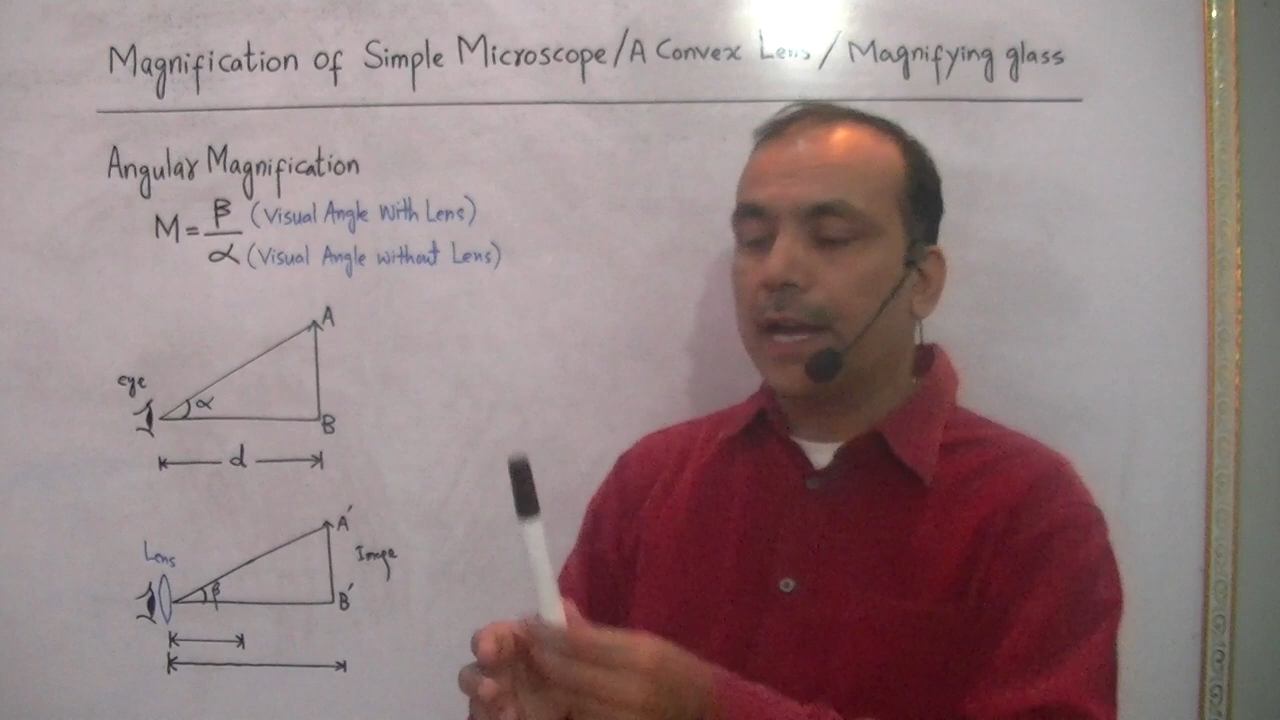 Magnification of Simple Microscope/A Convex Lens/Magnifying glass
Angular Magnification
M = β (Visual Angle With Lens)
α (Visual Angle without Lens)
A
eye
α
B
d
A′
Lens
Image
β
B′